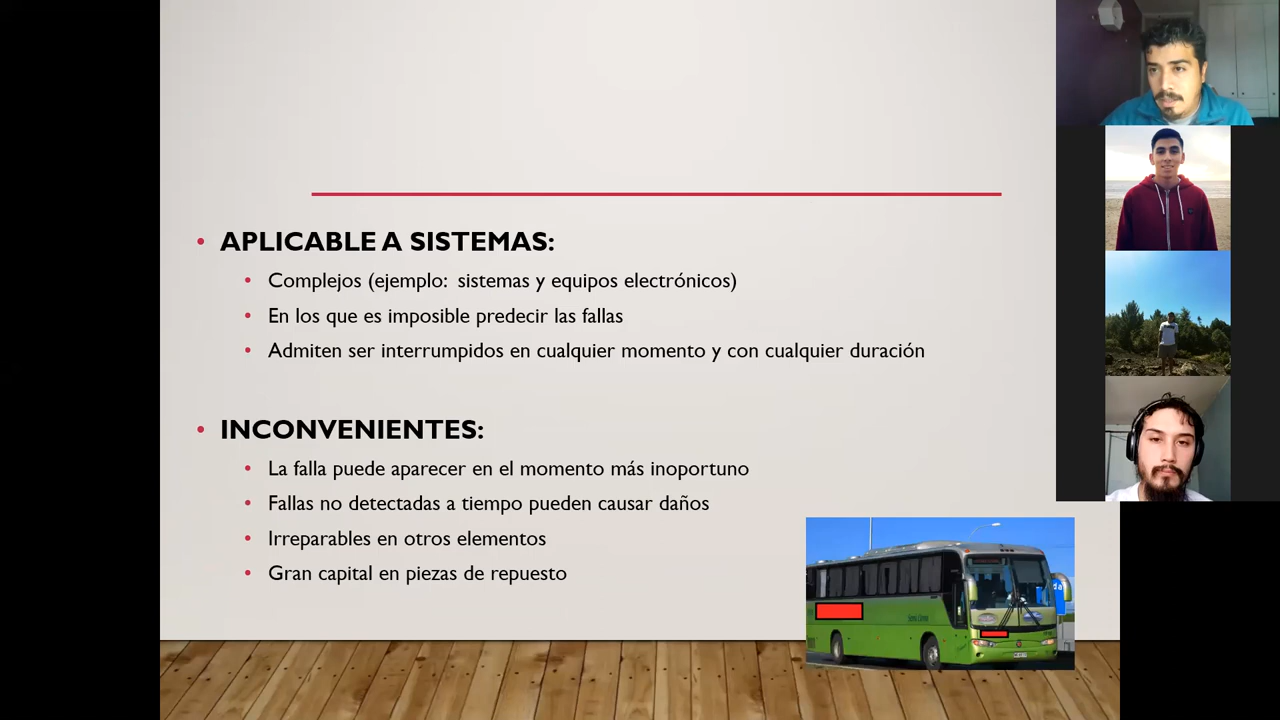 APLICABLE A SISTEMAS:
Complejos (ejemplo: sistemas y equipos electrónicos)
En los que es imposible predecir las fallas
Admiten ser interrumpidos en cualquier momento y con cualquier duración
INCONVENIENTES:
La falla puede aparecer en el momento más inoportuno
Fallas no detectadas a tiempo pueden causar daños
Irreparables en otros elementos
Gran capital en piezas de repuesto
Semi Cama